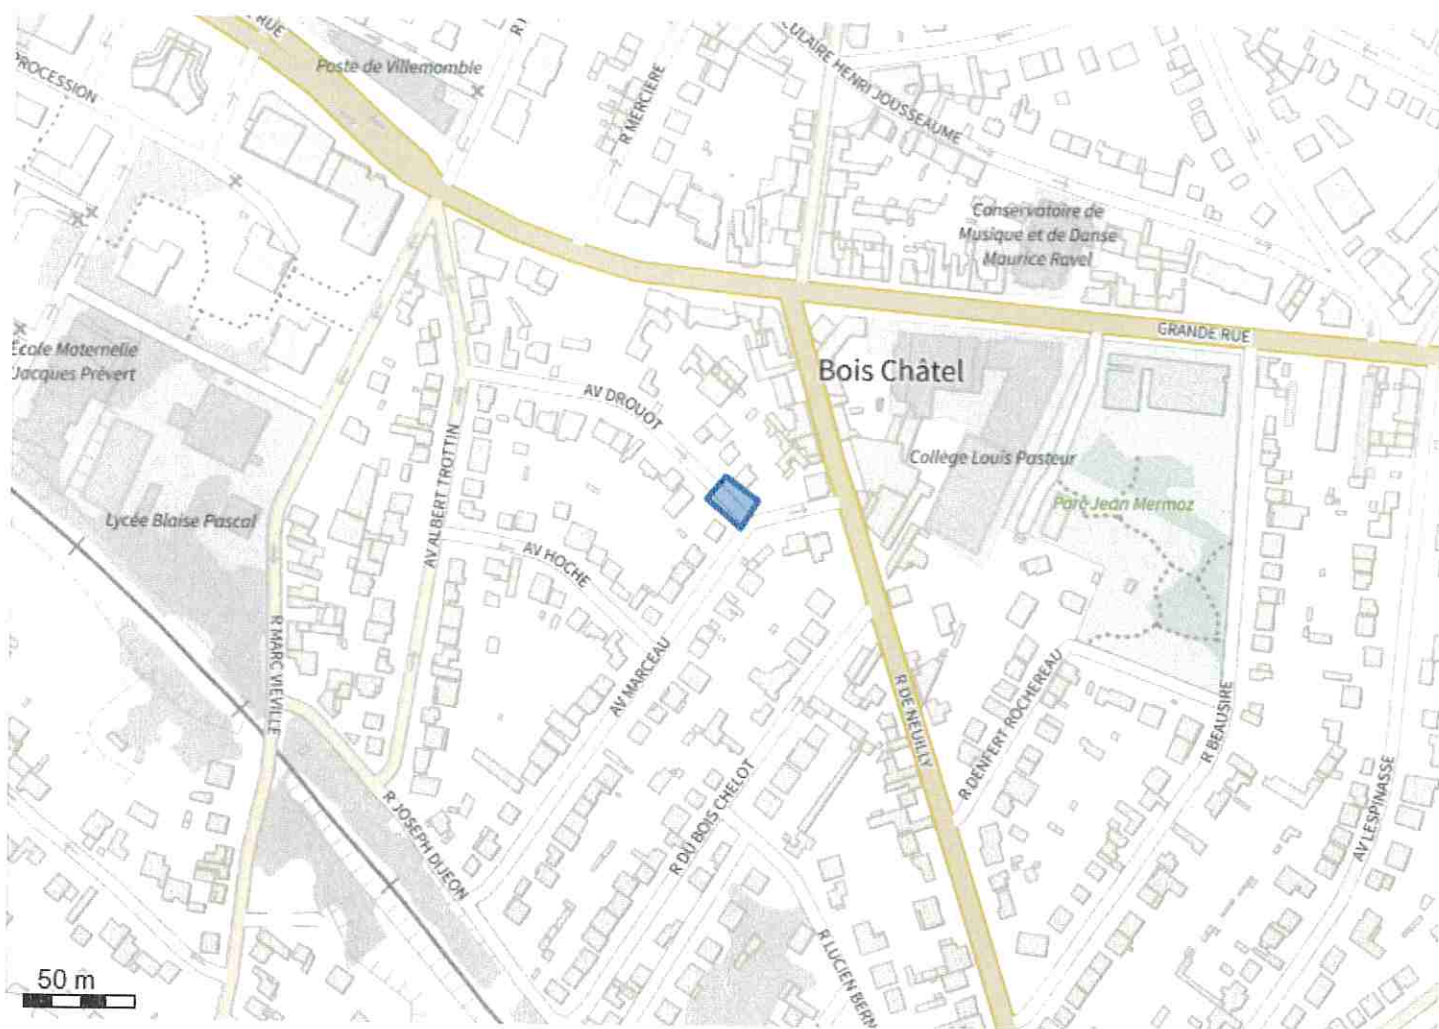 RUE
PROCESSION
Poste de Villemomble
R MERCIERE
CULAIRE HENRI JOUSSEAUME
Conservatoire de
Musique et de Danse
Maurice Ravel
GRANDE RUE
École Maternelle
Jacques Prévert
Bois Châtel
AV DROUOT
AV ALBERT TROTTIN
Collège Louis Pasteur
Parc Jean Mermoz
Lycée Blaise Pascal
AV HOCHE
R MARC VIEVILLE
AV MARCEAU
R DE NEUILLY
R DENFERT ROCHEREAU
R BEAUSIRE
R JOSEPH DIJEON
R DU BOIS CHELOT
AV LESPINASSE
R LUCIEN BERN
50 m